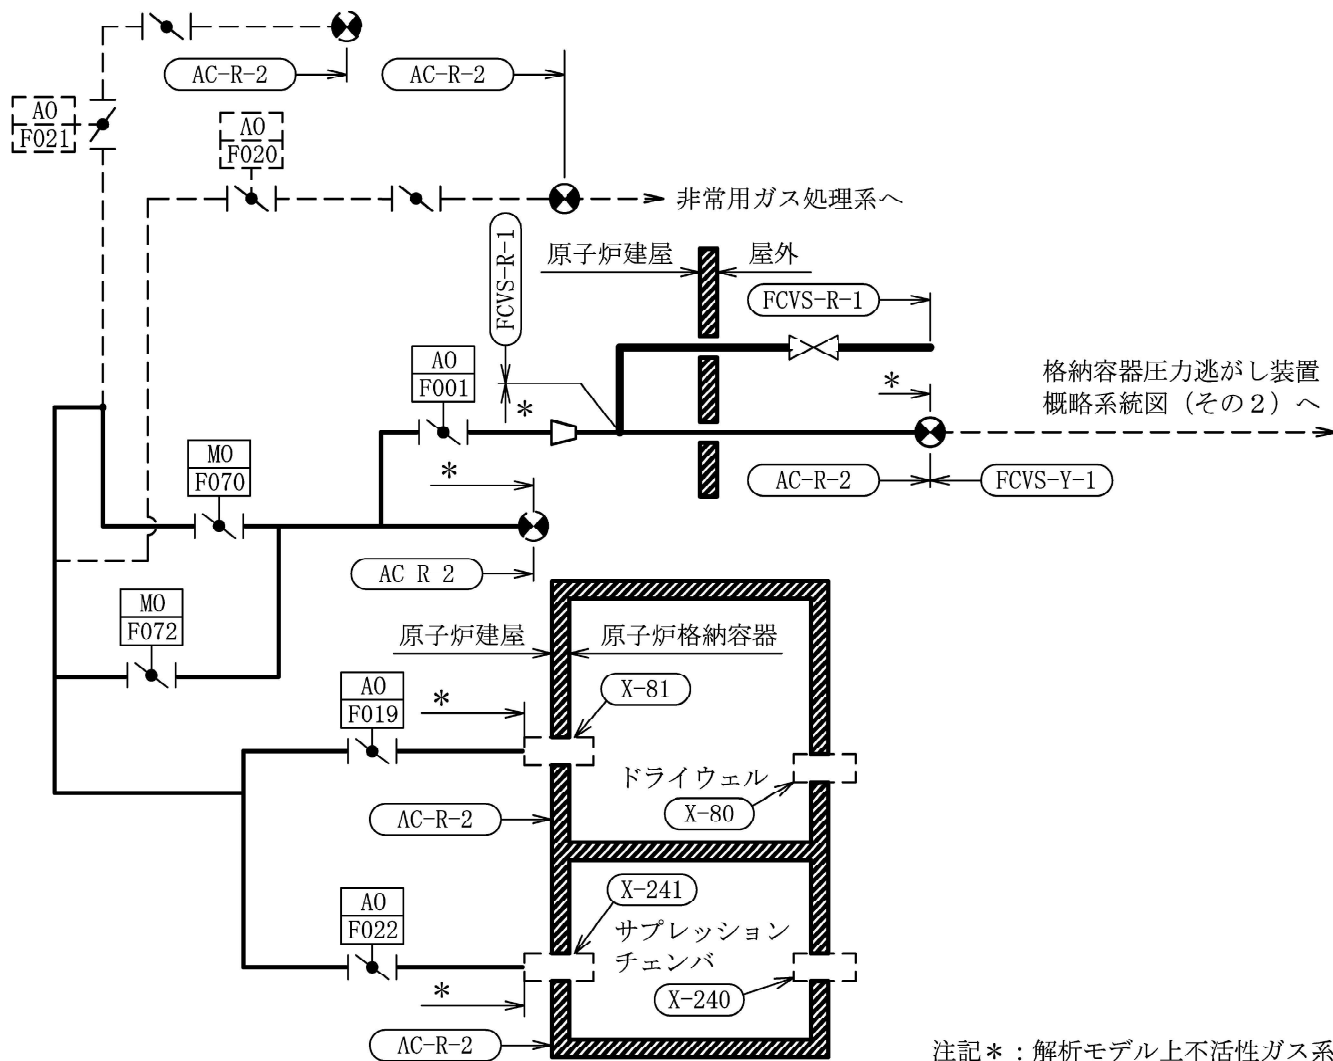 AC-R-2
AC-R-2
AO
F021
AO
F020
非常用ガス処理系へ
FCVS-R-1
原子炉建屋
屋外
FCVS-R-1
AO
F001
*
*
格納容器圧力逃がし装置
概略系統図（その２）へ
MO
F070
*
AC-R-2
FCVS-Y-1
AC R 2
MO
F072
原子炉建屋
原子炉格納容器
AO
F019
*
X-81
ドライウェル
X-80
AC-R-2
X-241
AO
F022
サプレッション
チェンバ
*
X-240
AC-R-2
注記＊：解析モデル上不活性ガス系